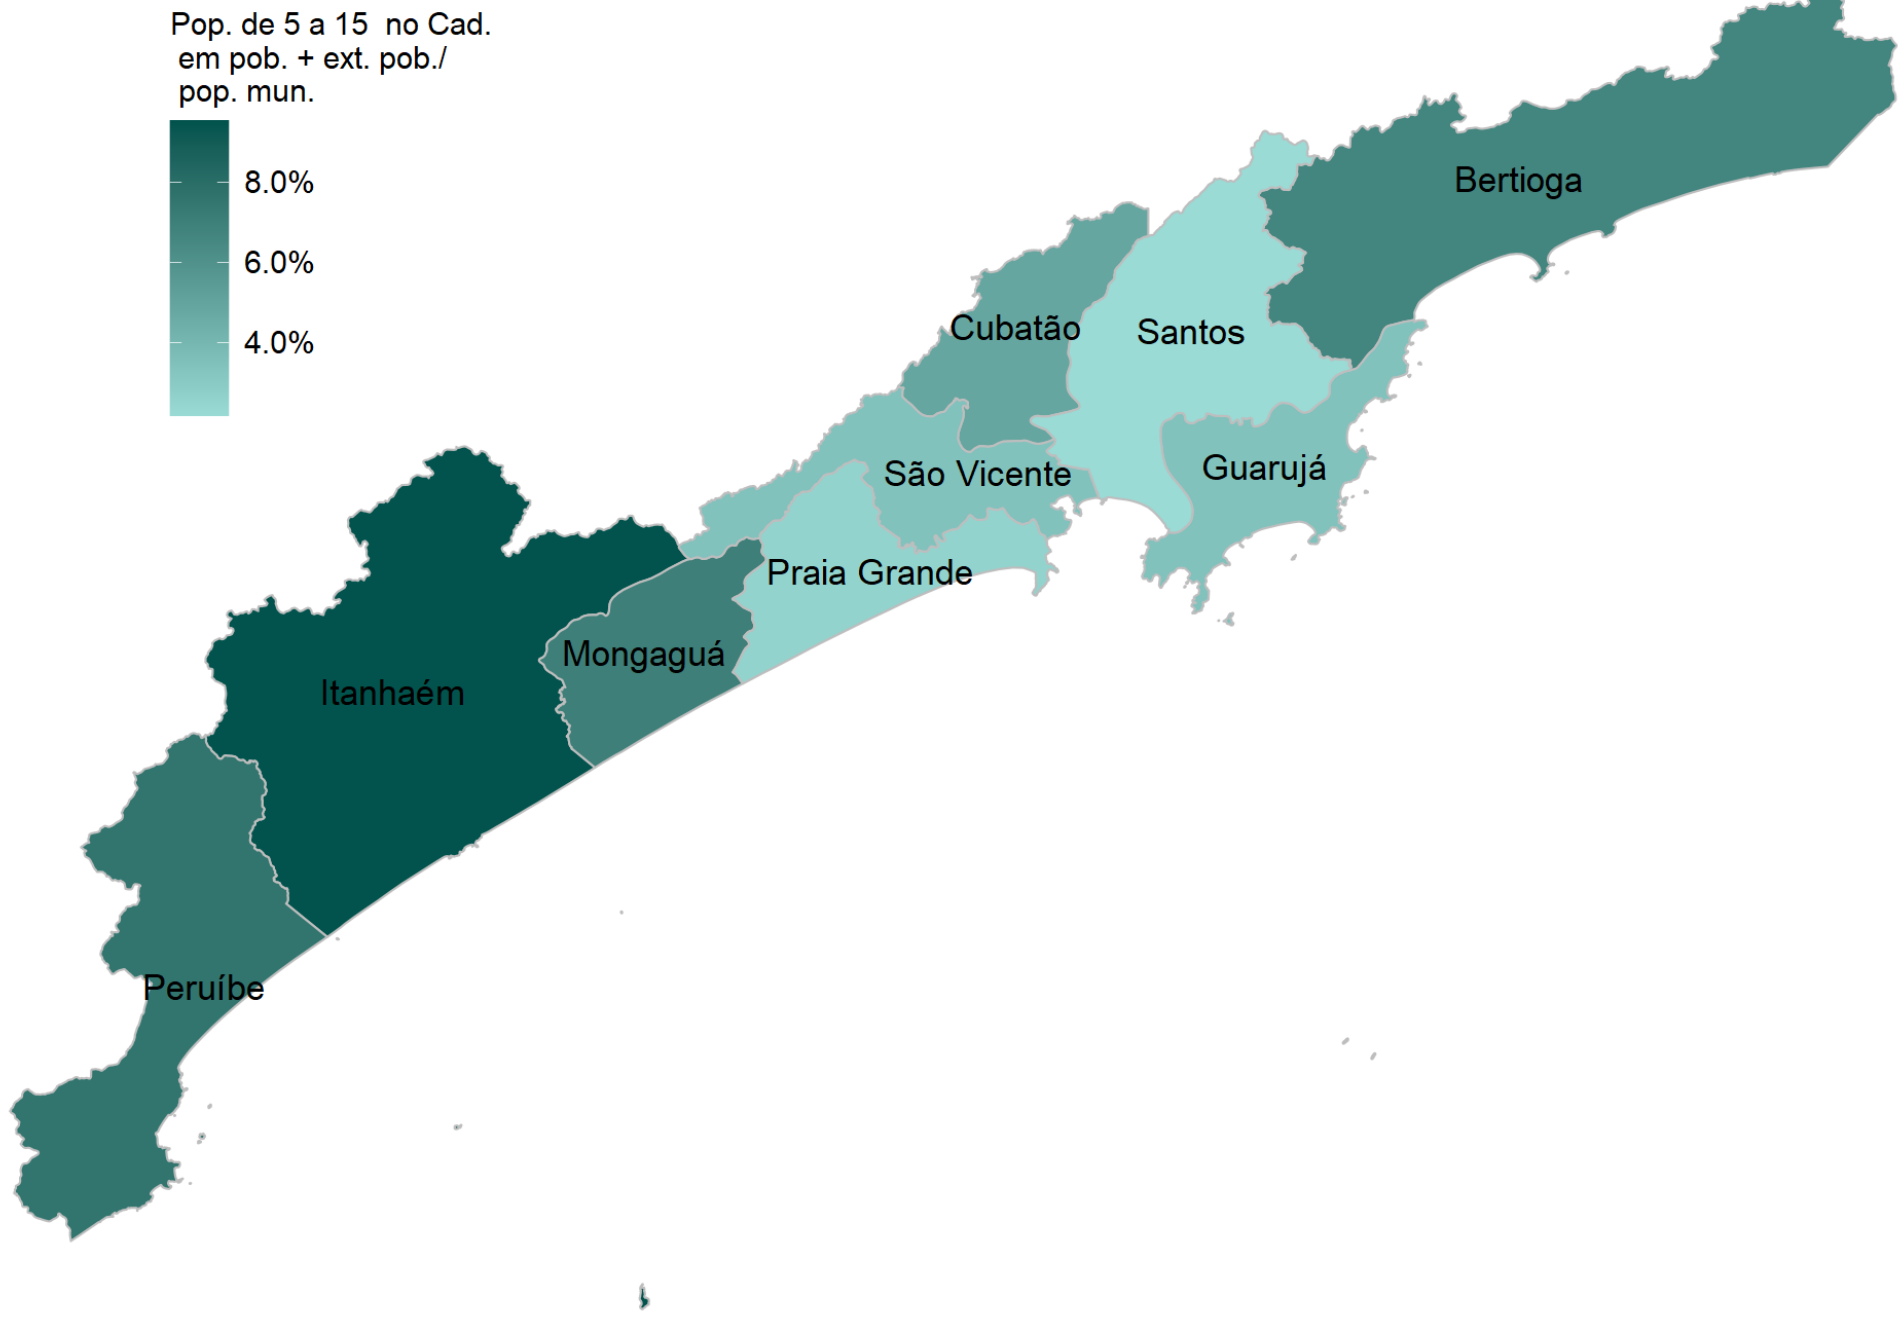 Pop. de 5 a 15  no Cad.
em pob. + ext. pob./
pop. mun.
8.0%
6.0%
4.0%
Bertioga
Cubatão
Santos
São Vicente
Guarujá
Praia Grande
Mongaguá
Itanhaém
Peruíbe